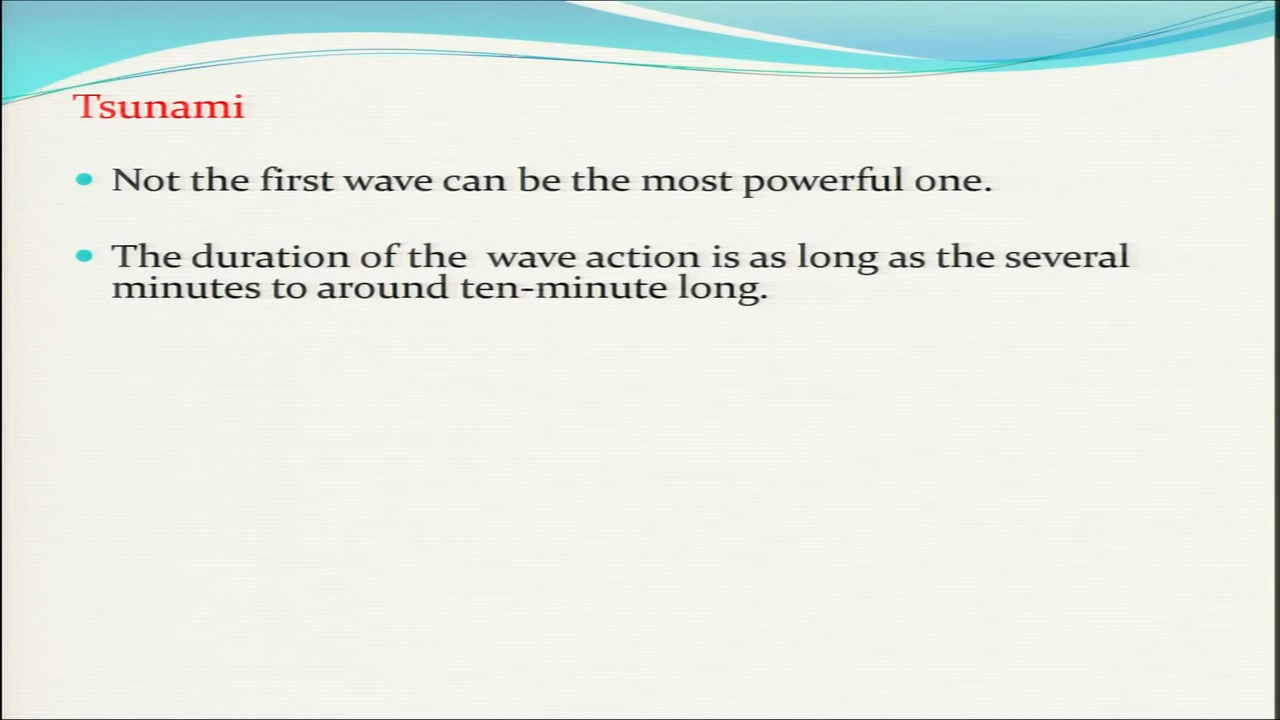 Tsunami
Not the first wave can be the most powerful one.
The duration of the wave action is as long as the several
minutes to around ten-minute long.